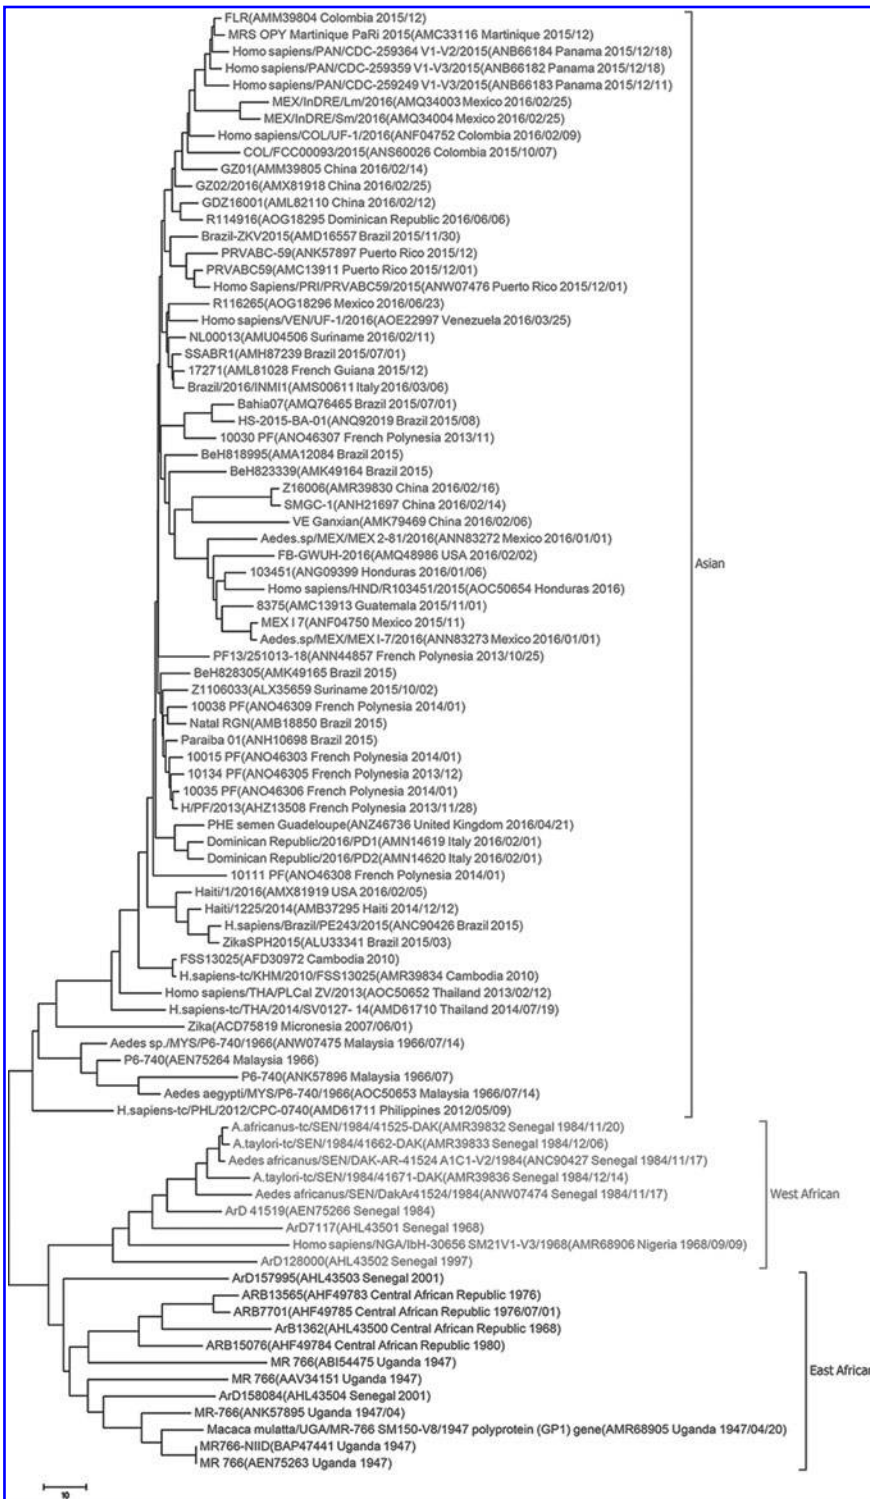 FLR(AMM39804 Colombia 2015/12)
MRS OPY Martinique PaRi 2015(AMC33116 Martinique 2015/12)
Homo sapiens/PAN/CDC-259364 V1-V2/2015(ANB66184 Panama 2015/12/18)
Homo sapiens/PAN/CDC-259359 V1-V3/2015(ANB66182 Panama 2015/12/18)
Homo sapiens/PAN/CDC-259249 V1-V3/2015(ANB66183 Panama 2015/12/11)
MEX/InDRE/Lm/2016(AMQ34003 Mexico 2016/02/25)
MEX/InDRE/Sm/2016(AMQ34004 Mexico 2016/02/25)
Homo sapiens/COL/UF-1/2016(ANF04752 Colombia 2016/02/09)
COL/FCC00093/2015(ANS60026 Colombia 2015/10/07)
GZ01(AMM39805 China 2016/02/14)
GZ02/2016(AMX81918 China 2016/02/25)
GDZ16001(AML82110 China 2016/02/12)
R114916(AOG18295 Dominican Republic 2016/06/06)
Brazil-ZKV2015(AMD16557 Brazil 2015/11/30)
PRVABC-59(ANK57897 Puerto Rico 2015/12)
PRVABC59(AMC13911 Puerto Rico 2015/12/01)
Homo Sapiens/PRI/PRVABC59/2015(ANW07476 Puerto Rico 2015/12/01)
R116265(AOG18296 Mexico 2016/06/23)
Homo sapiens/VEN/UF-1/2016(AOE22997 Venezuela 2016/03/25)
NL00013(AMU04506 Suriname 2016/02/11)
SSABR1(AMH87239 Brazil 2015/07/01)
17271(AML81028 French Guiana 2015/12)
Brazil/2016/INMI1(AMS00611 Italy 2016/03/06)
Bahia07(AMQ76465 Brazil 2015/07/01)
HS-2015-BA-01(ANQ92019 Brazil 2015/08)
10030 PF(ANO46307 French Polynesia 2013/11)
BeH818995(AMA12084 Brazil 2015)
BeH823339(AMK49164 Brazil 2015)
Z16006(AMR39830 China 2016/02/16)
SMGC-1(ANH21697 China 2016/02/14)
VE Ganxian(AMK79469 China 2016/02/06)
Aedes.sp/MEX/MEX 2-81/2016(ANN83272 Mexico 2016/01/01)
FB-GWUH-2016(AMQ48986 USA 2016/02/02)
Asian
103451(ANG09399 Honduras 2016/01/06)
Homo sapiens/HND/R103451/2015(AOC50654 Honduras 2016)
8375(AMC13913 Guatemala 2015/11/01)
MEX I 7(ANF04750 Mexico 2015/11)
Aedes.sp/MEX/MEX I-7/2016(ANN83273 Mexico 2016/01/01)
PF13/251013-18(ANN44857 French Polynesia 2013/10/25)
BeH828305(AMK49165 Brazil 2015)
Z1106033(ALX35659 Suriname 2015/10/02)
10038 PF(ANO46309 French Polynesia 2014/01)
Natal RGN(AMB18850 Brazil 2015)
Paraiba 01(ANH10698 Brazil 2015)
10015 PF(ANO46303 French Polynesia 2014/01)
10134 PF(ANO46305 French Polynesia 2013/12)
10035 PF(ANO46306 French Polynesia 2014/01)
H/PF/2013(AHZ13508 French Polynesia 2013/11/28)
PHE semen Guadeloupe(ANZ46736 United Kingdom 2016/04/21)
Dominican Republic/2016/PD1(AMN14619 Italy 2016/02/01)
Dominican Republic/2016/PD2(AMN14620 Italy 2016/02/01)
10111 PF(ANO46308 French Polynesia 2014/01)
Haiti/1/2016(AMX81919 USA 2016/02/05)
Haiti/1225/2014(AMB37295 Haiti 2014/12/12)
H.sapiens/Brazil/PE243/2015(ANC90426 Brazil 2015)
ZikaSPH2015(ALU33341 Brazil 2015/03)
FSS13025(AFD30972 Cambodia 2010)
H.sapiens-tc/KHM/2010/FSS13025(AMR39834 Cambodia 2010)
Homo sapiens/THA/PLCal ZV/2013(AOC50652 Thailand 2013/02/12)
H.sapiens-tc/THA/2014/SV0127- 14(AMD61710 Thailand 2014/07/19)
Zika(ACD75819 Micronesia 2007/06/01)
Aedes sp./MYS/P6-740/1966(ANW07475 Malaysia 1966/07/14)
P6-740(AEN75264 Malaysia 1966)
P6-740(ANK57896 Malaysia 1966/07)
Aedes aegypti/MYS/P6-740/1966(AOC50653 Malaysia 1966/07/14)
H.sapiens-tc/PHL/2012/CPC-0740(AMD61711 Philippines 2012/05/09)
A.africanus-tc/SEN/1984/41525-DAK(AMR39832 Senegal 1984/11/20)
A.taylori-tc/SEN/1984/41662-DAK(AMR39833 Senegal 1984/12/06)
Aedes africanus/SEN/DAK-AR-41524 A1C1-V2/1984(ANC90427 Senegal 1984/11/17)
A.taylori-tc/SEN/1984/41671-DAK(AMR39836 Senegal 1984/12/14)
Aedes africanus/SEN/DakAr41524/1984(ANW07474 Senegal 1984/11/17)
West African
ArD 41519(AEN75266 Senegal 1984)
ArD7117(AHL43501 Senegal 1968)
Homo sapiens/NGA/IbH-30656 SM21V1-V3/1968(AMR68906 Nigeria 1968/09/09)
ArD128000(AHL43502 Senegal 1997)
ArD157995(AHL43503 Senegal 2001)
ARB13565(AHF49783 Central African Republic 1976)
ARB7701(AHF49785 Central African Republic 1976/07/01)
ArB1362(AHL43500 Central African Republic 1968)
ARB15076(AHF49784 Central African Republic 1980)
MR 766(ABI54475 Uganda 1947)
East African
MR 766(AAV34151 Uganda 1947)
ArD158084(AHL43504 Senegal 2001)
MR-766(ANK57895 Uganda 1947/04)
Macaca mulatta/UGA/MR-766 SM150-V8/1947 polyprotein (GP1) gene(AMR68905 Uganda 1947/04/20)
MR766-NIID(BAP47441 Uganda 1947)
MR 766(AEN75263 Uganda 1947)
10